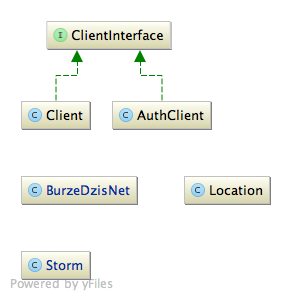 I ClientInterface
C Client
C AuthClient
C BurzeDzisNet
C Location
C Storm
Powered by yFiles